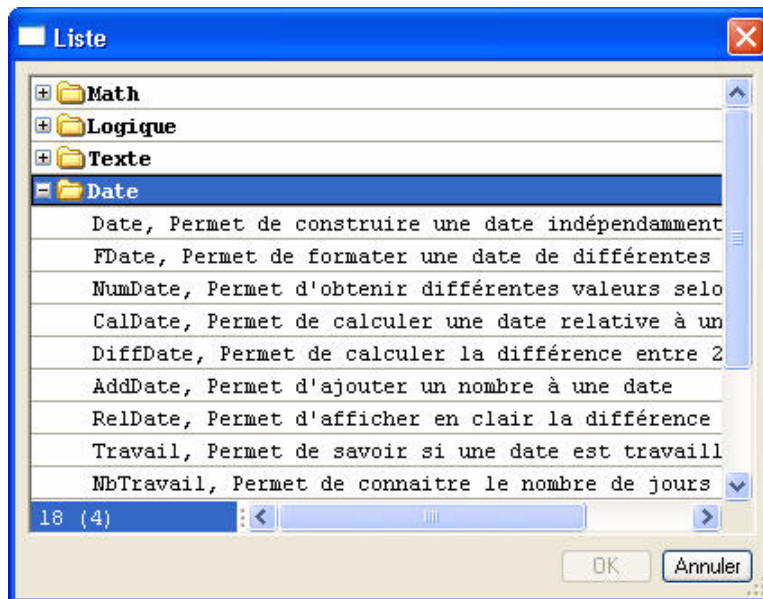 Liste
Math
Logique
Texte
Date
Date, Permet de construire une date indépendamment
FDate, Permet de formater une date de différentes
NumDate, Permet d'obtenir différentes valeurs selo
CalDate, Permet de calculer une date relative à un
DiffDate, Permet de calculer la différence entre 2
AddDate, Permet d'ajouter un nombre à une date
RelDate, Permet d'afficher en clair la différence
Travail, Permet de savoir si une date est travaill
NbTravail, Permet de connaitre le nombre de jours
18 (4)
OK Annuler